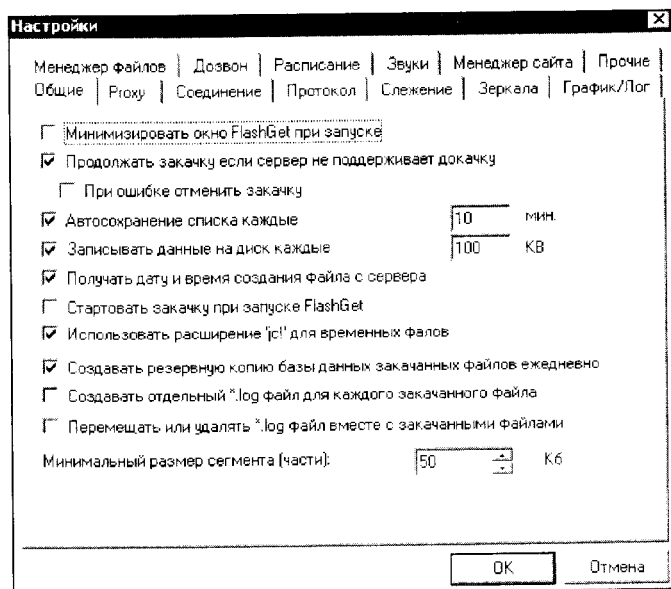 Настройки
Менеджер файлов Дозвон Расписание Звуки Менеджер сайта Прочие
Общие Proxy Соединение Протокол Слежение Зеркала График/Лог
Минимизировать окно FlashGet при запуске
Продолжать закачку если сервер не поддерживает докачку
При ошибке отменить закачку
Автосохранение списка каждые 10 мин.
Записывать данные на диск каждые 100 KB
Получать дату и время создания файла с сервера
Стартовать закачку при запуске FlashGet
Использовать расширение 'jc!' для временных фалов
Создавать резервную копию базы данных закачанных файлов ежедневно
Создавать отдельный *.log файл для каждого закачанного файла
Перемещать или удалять *.log файл вместе с закачанными файлами
Минимальный размер сегмента (части): 50 Кб
OK Отмена